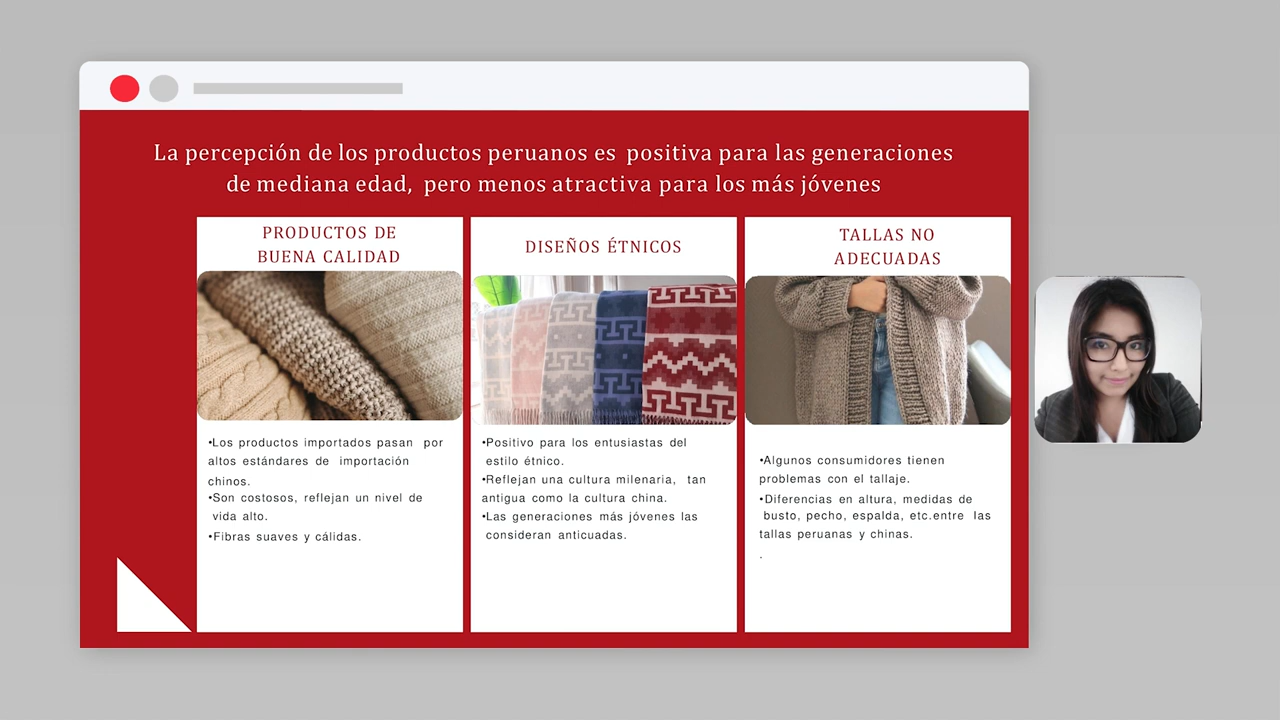 La percepción de los productos peruanos es positiva para las generaciones
de mediana edad, pero menos atractiva para los más jóvenes
PRODUCTOS DE
BUENA CALIDAD
•Los productos importados pasan por
altos estándares de importación
chinos.
•Son costosos, reflejan un nivel de
vida alto.
•Fibras suaves y cálidas.
DISEÑOS ÉTNICOS
•Positivo para los entusiastas del
estilo étnico.
•Reflejan una cultura milenaria, tan
antigua como la cultura china.
•Las generaciones más jóvenes las
consideran anticuadas.
TALLAS NO
ADECUADAS
•Algunos consumidores tienen
problemas con el tallaje.
•Diferencias en altura, medidas de
busto, pecho, espalda, etc.entre las
tallas peruanas y chinas.
.